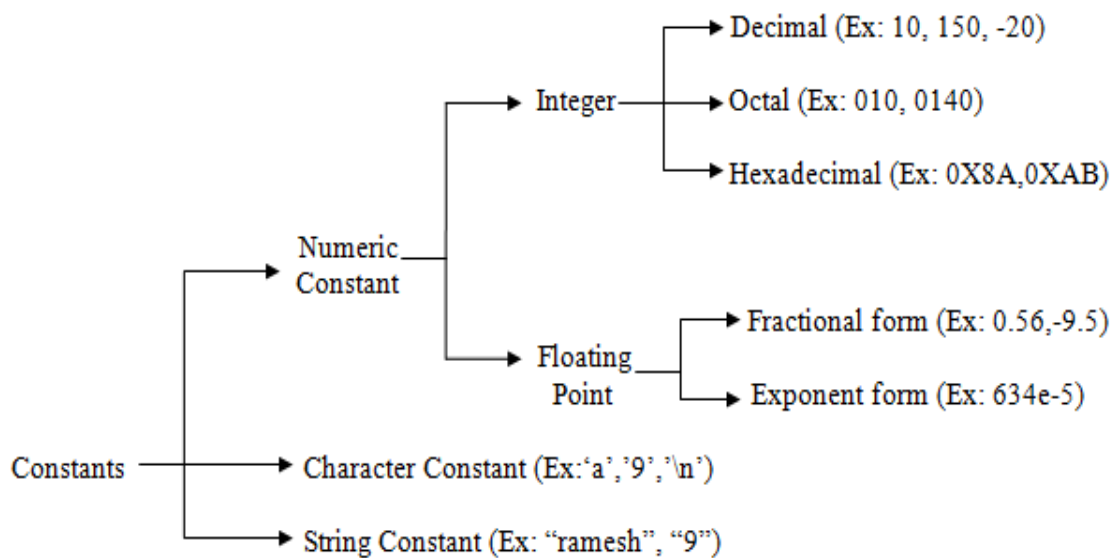 Decimal (Ex: 10, 150, -20)
Integer
Octal (Ex: 010, 0140)
Hexadecimal (Ex: 0X8A,0XAB)
Numeric
Constant
Fractional form (Ex: 0.56,-9.5)
Floating
Point
Exponent form (Ex: 634e-5)
Constants
Character Constant (Ex:‘a’,’9’,’\n’)
String Constant (Ex: “ramesh”, “9”)